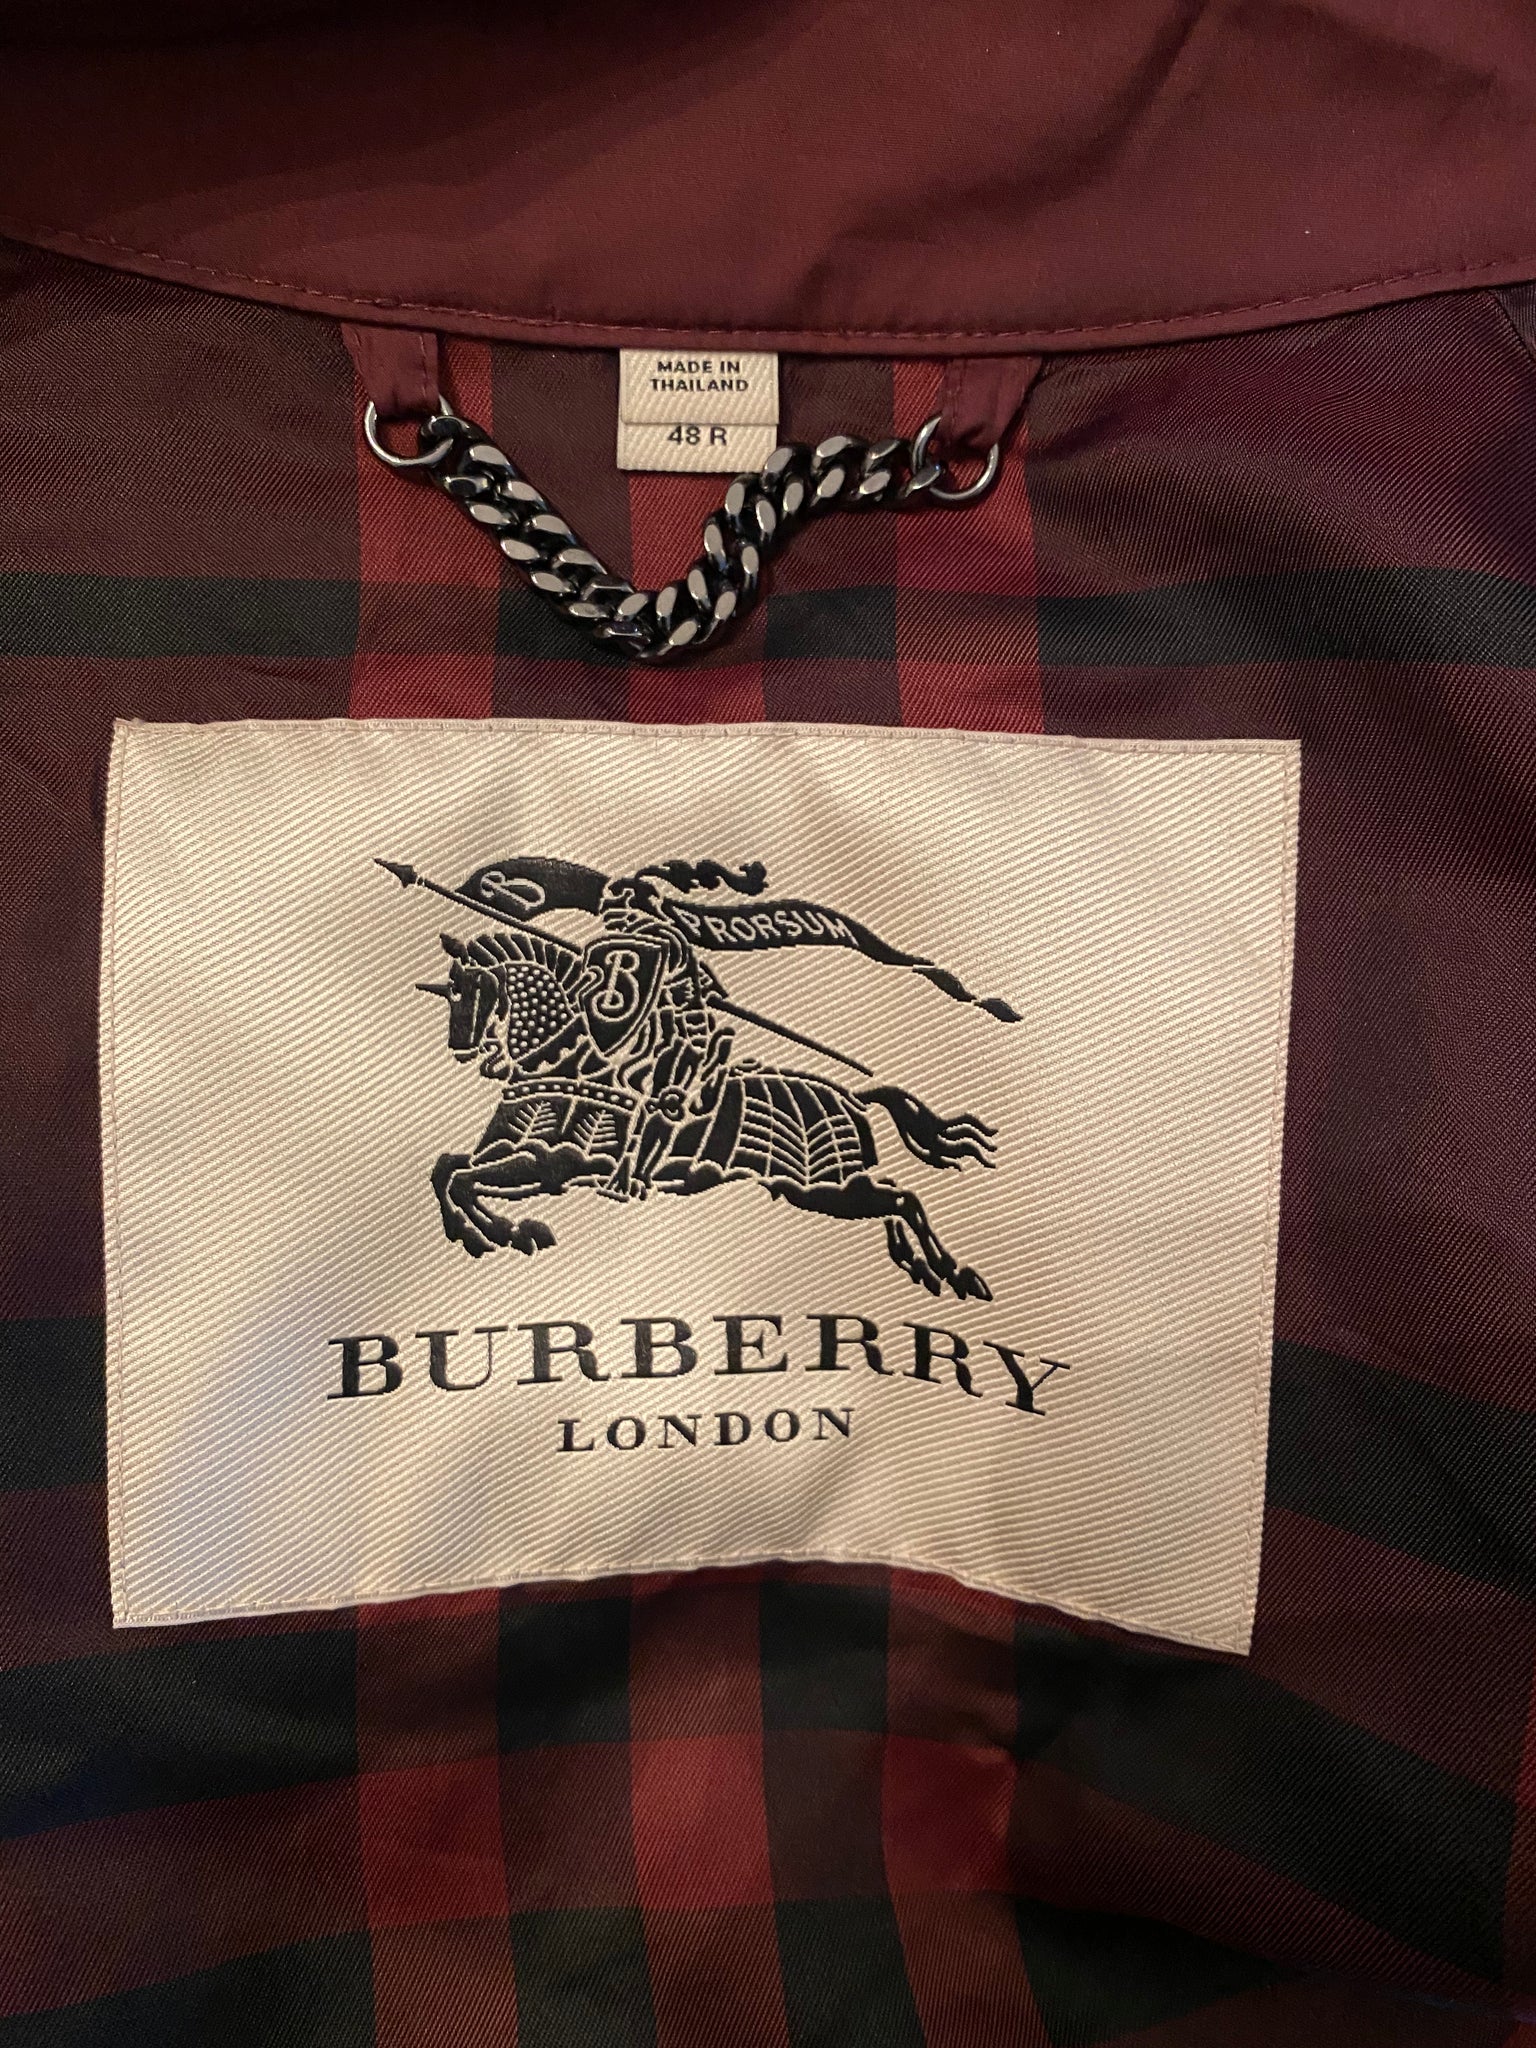 MADE IN
THAILAND
48 R
B
PRORSUM
B
BURBERRY
LONDON